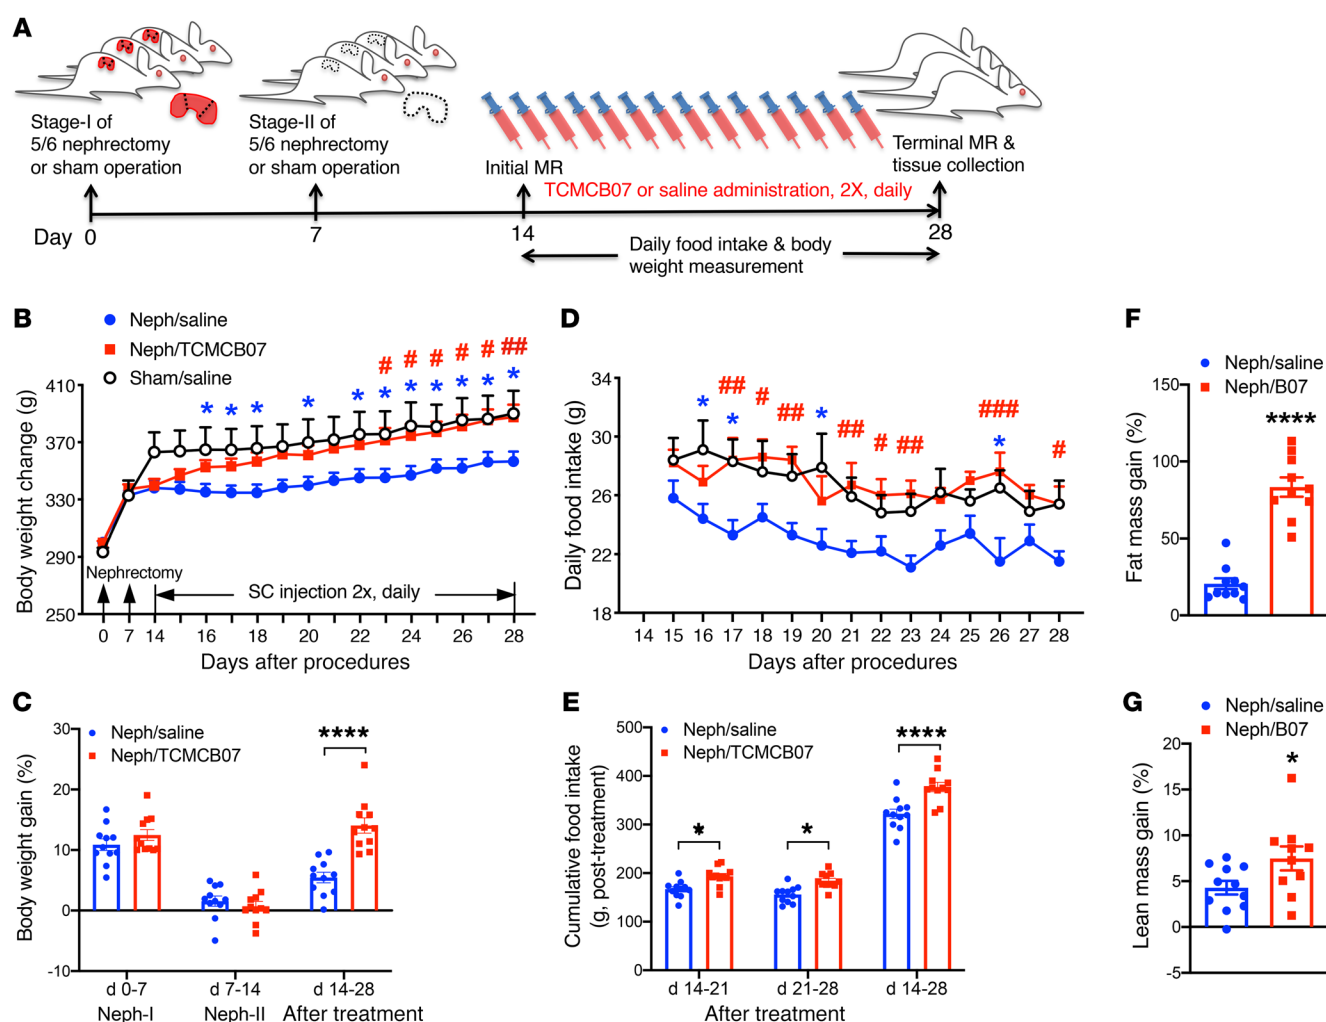 A
Stage-I of
5/6 nephrectomy
or sham operation
Stage-II of
5/6 nephrectomy
or sham operation
Initial MR
Terminal MR &
tissue collection
TCMCB07 or saline administration, 2X, daily
Day 0 7 14 28
Daily food intake & body
weight measurement
B
Neph/saline
Neph/TCMCB07
Sham/saline
# # # # # ##
* * * * * * * * * *
Body weight change (g)
410
370
330
290
250
Nephrectomy
SC injection 2x, daily
0 7 14 16 18 20 22 24 26 28
Days after procedures
D
34
30
26
22
18
Daily food intake (g)
## # ## ## # ## ### #
* * * *
14 15 16 17 18 19 20 21 22 23 24 25 26 27 28
Days after procedures
F
Neph/saline
Neph/B07
****
Fat mass gain (%)
150
100
50
0
C
Neph/saline
Neph/TCMCB07
****
Body weight gain (%)
30
20
10
0
-10
d 0-7 d 7-14 d 14-28
Neph-I Neph-II After treatment
E
Neph/saline
Neph/TCMCB07
* * ****
Cumulative food intake
(g, post-treatment)
500
400
300
200
100
0
d 14-21 d 21-28 d 14-28
After treatment
G
Neph/saline
Neph/B07
*
Lean mass gain (%)
20
15
10
5
0
-5